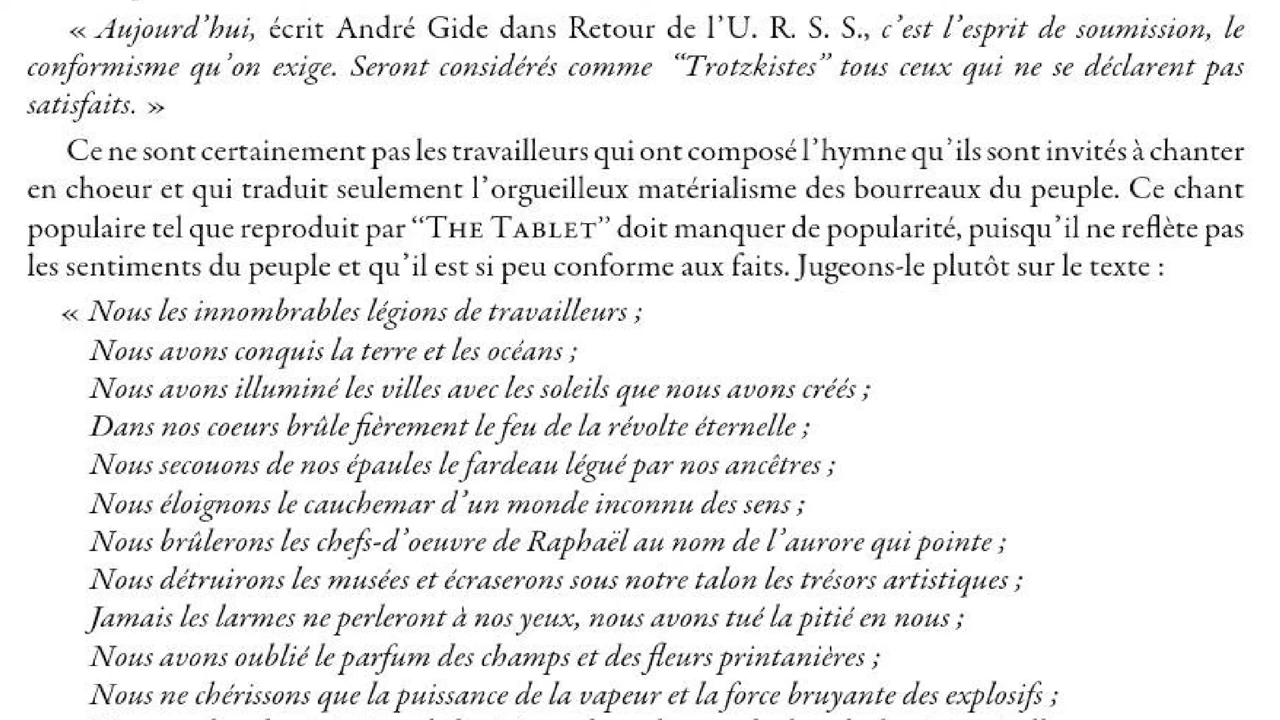 « Aujourd'hui, écrit André Gide dans Retour de l'U. R. S. S., c'est l'esprit de soumission, le
conformisme qu'on exige. Seront considérés comme “Trotzkistes” tous ceux qui ne se déclarent pas
satisfaits. »
Ce ne sont certainement pas les travailleurs qui ont composé l'hymne qu'ils sont invités à chanter
en choeur et qui traduit seulement l'orgueilleux matérialisme des bourreaux du peuple. Ce chant
populaire tel que reproduit par “THE TABLET” doit manquer de popularité, puisqu'il ne reflète pas
les sentiments du peuple et qu'il est si peu conforme aux faits. Jugeons-le plutôt sur le texte :
« Nous les innombrables légions de travailleurs ;
Nous avons conquis la terre et les océans ;
Nous avons illuminé les villes avec les soleils que nous avons créés ;
Dans nos coeurs brûle fièrement le feu de la révolte éternelle ;
Nous secouons de nos épaules le fardeau légué par nos ancêtres ;
Nous éloignons le cauchemar d'un monde inconnu des sens ;
Nous brûlerons les chefs-d'oeuvre de Raphaël au nom de l'aurore qui pointe ;
Nous détruirons les musées et écraserons sous notre talon les trésors artistiques ;
Jamais les larmes ne perleront à nos yeux, nous avons tué la pitié en nous ;
Nous avons oublié le parfum des champs et des fleurs printanières ;
Nous ne chérissons que la puissance de la vapeur et la force bruyante des explosifs ;